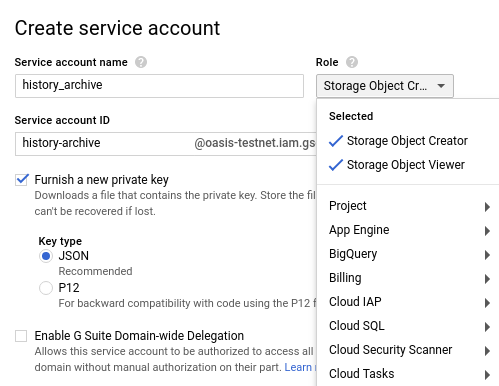 Create service account
Service account name
Role
history_archive
Storage Object Cr...
Service account ID
history-archive
@oasis-testnet.iam.gs
Selected
Storage Object Creator
Storage Object Viewer
Furnish a new private key
Downloads a file that contains the private key. Store the fil
can't be recovered if lost.
Key type
JSON
Recommended
P12
For backward compatibility with code using the P12 f
Enable G Suite Domain-wide Delegation
Allows this service account to be authorized to access all
domain without manual authorization on their part. Learn
Project
App Engine
BigQuery
Billing
Cloud IAP
Cloud SQL
Cloud Security Scanner
Cloud Tasks